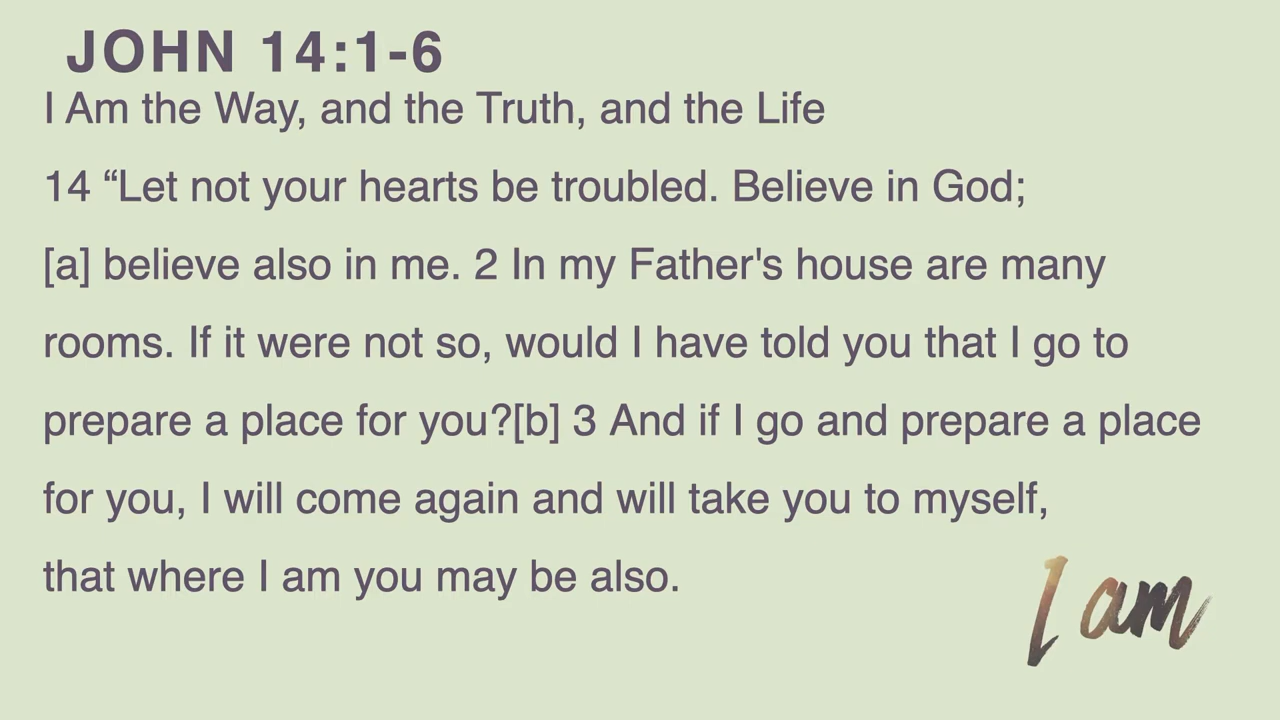 JOHN 14:1-6
I Am the Way, and the Truth, and the Life
14 “Let not your hearts be troubled. Believe in God;
[a] believe also in me. 2 In my Father's house are many
rooms. If it were not so, would I have told you that I go to
prepare a place for you?[b] 3 And if I go and prepare a place
for you, I will come again and will take you to myself,
that where I am you may be also.
I am